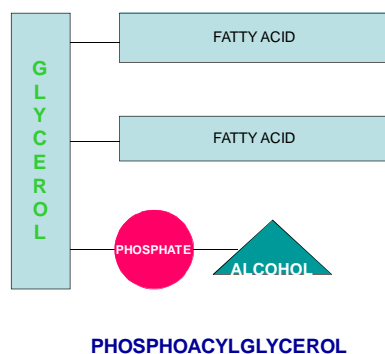 FATTY ACID
GLYCEROL
FATTY ACID
PHOSPHATE
ALCOHOL
PHOSPHOACYLGLYCEROL